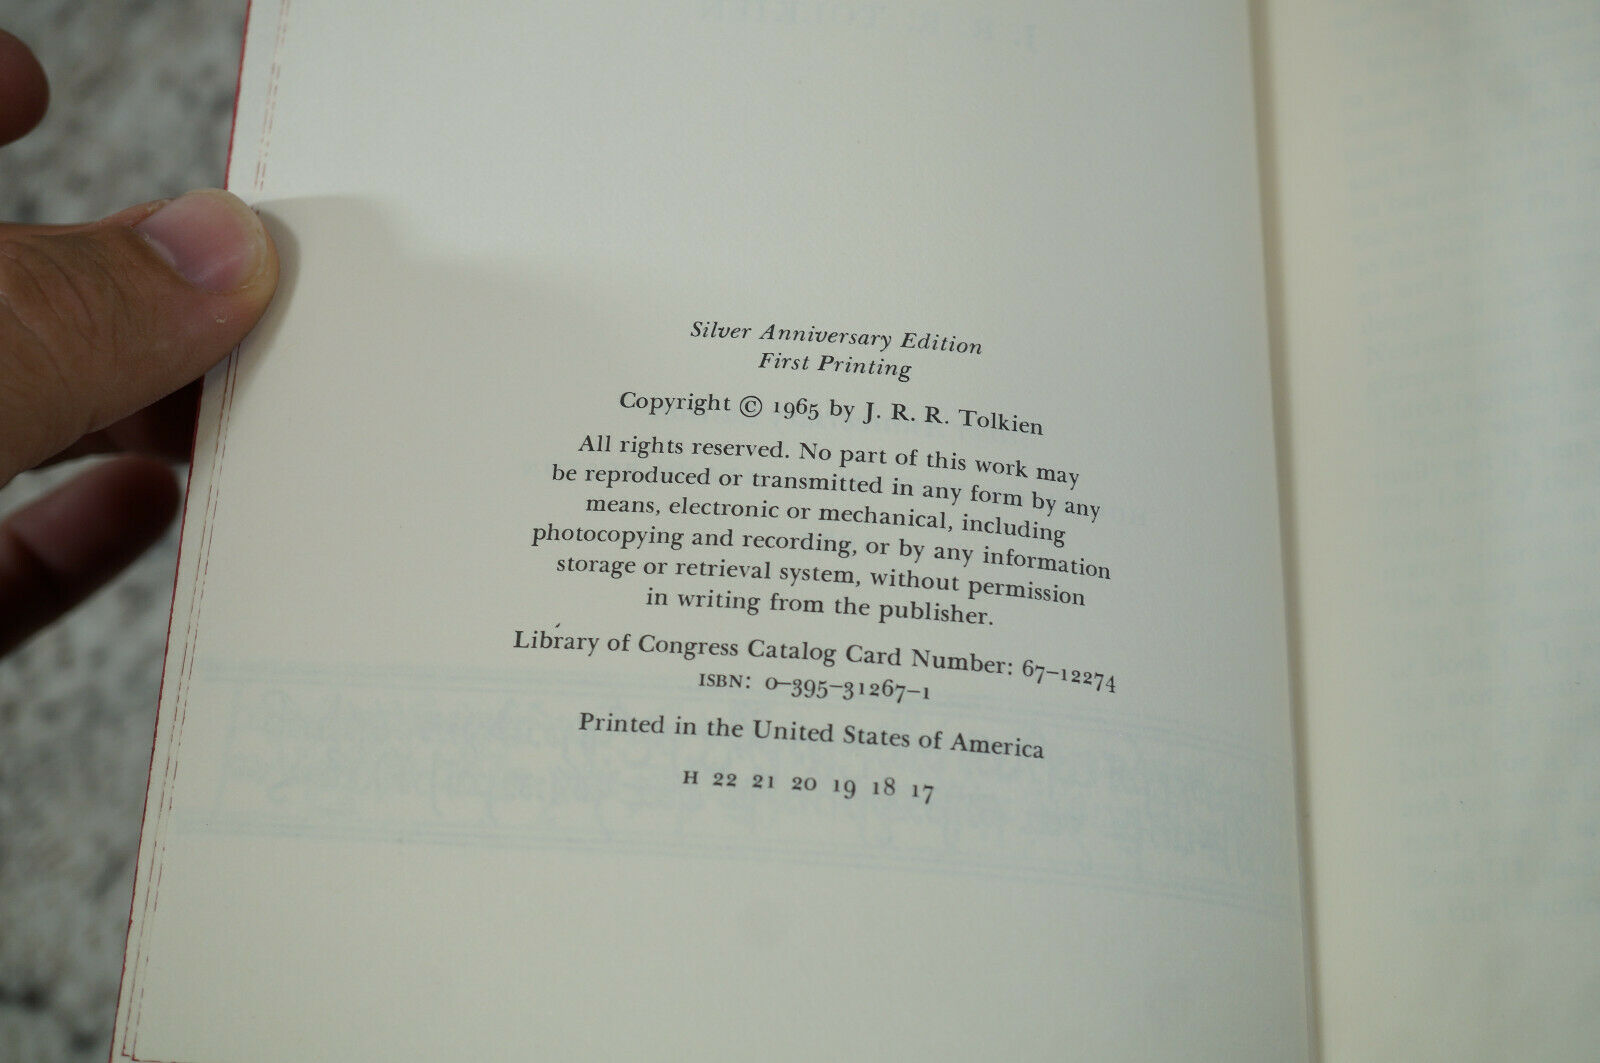 Silver Anniversary Edition
First Printing
Copyright © 1965 by J. R. R. Tolkien
All rights reserved. No part of this work may
be reproduced or transmitted in any form by any
means, electronic or mechanical, including
photocopying and recording, or by any information
storage or retrieval system, without permission
in writing from the publisher.
Library of Congress Catalog Card Number: 67–12274
ISBN: 0–395–31267–1
Printed in the United States of America
H 22 21 20 19 18 17